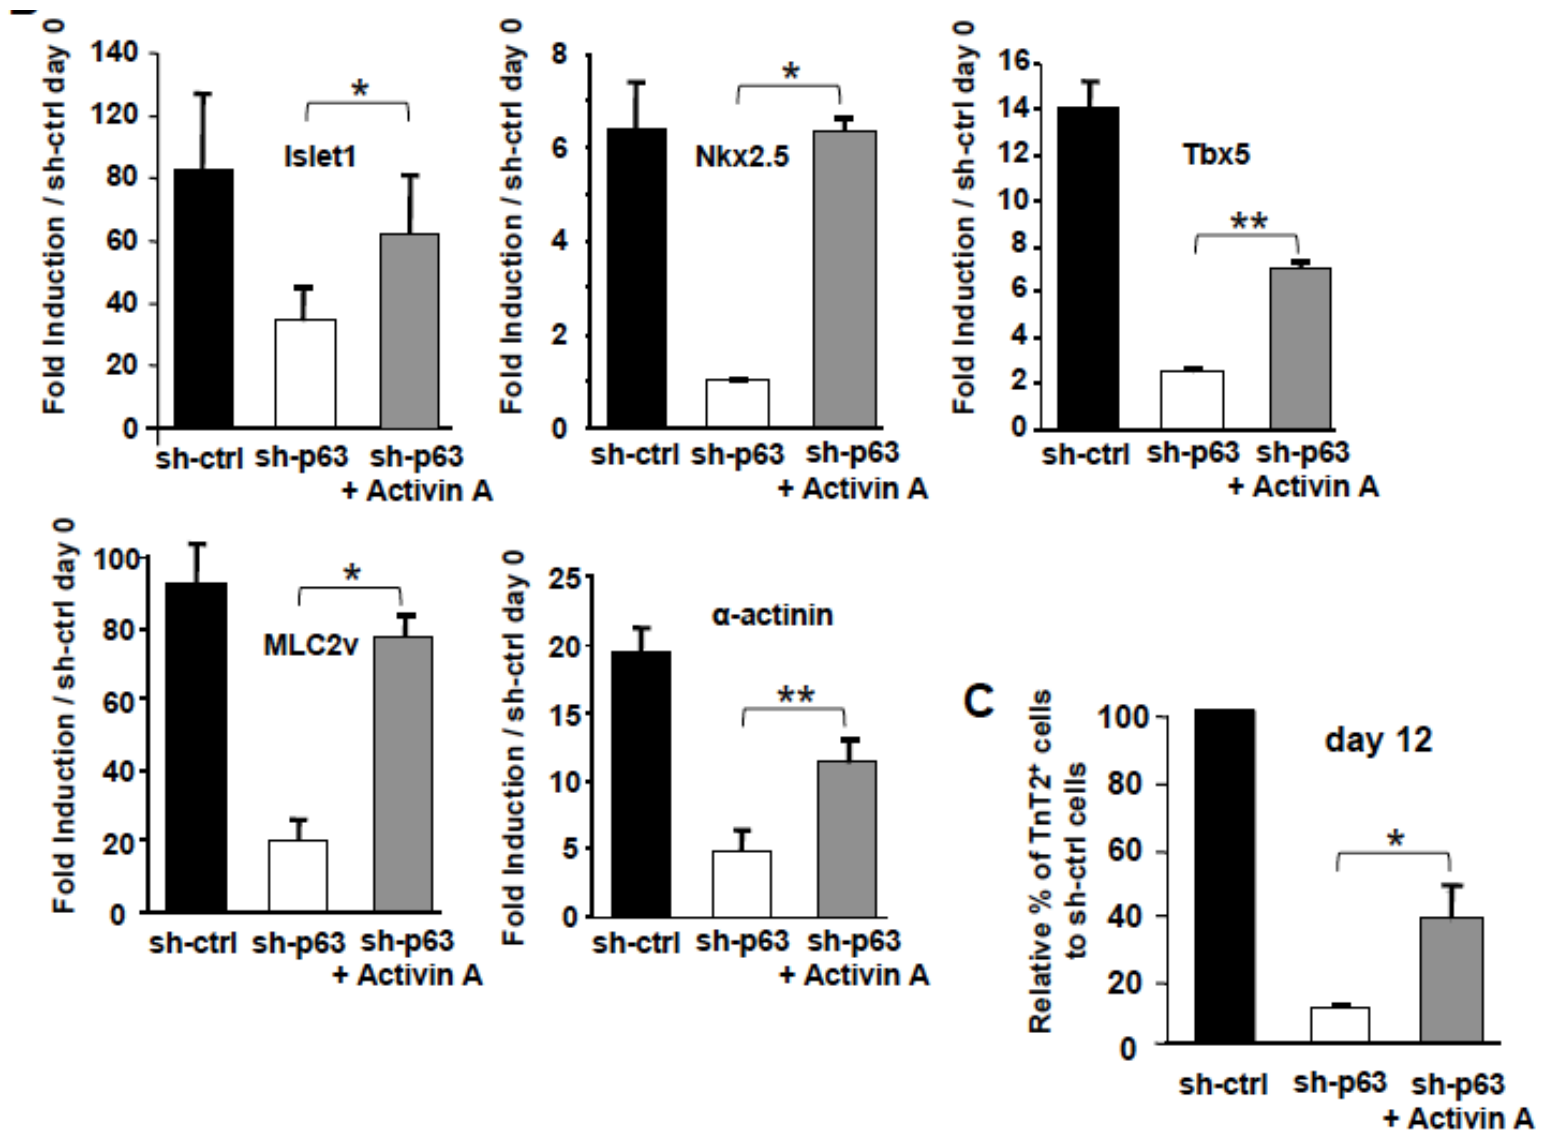 Fold Induction / sh-ctrl day 0
140
120
80
60
40
20
0
*
Islet1
sh-ctrl sh-p63 sh-p63
+ Activin A
Fold Induction / sh-ctrl day 0
8
6
4
2
0
*
Nkx2.5
sh-ctrl sh-p63 sh-p63
+ Activin A
Fold Induction / sh-ctrl day 0
16
14
12
10
8
6
4
2
0
Tbx5
**
sh-ctrl sh-p63 sh-p63
+ Activin A
Fold Induction / sh-ctrl day 0
100
80
60
40
20
0
*
MLC2v
sh-ctrl sh-p63 sh-p63
+ Activin A
Fold Induction / sh-ctrl day 0
25
20
15
10
5
0
α-actinin
**
sh-ctrl sh-p63 sh-p63
+ Activin A
C
Relative % of TnT2⁺ cells
to sh-ctrl cells
100
80
60
40
20
0
day 12
*
sh-ctrl sh-p63 sh-p63
+ Activin A